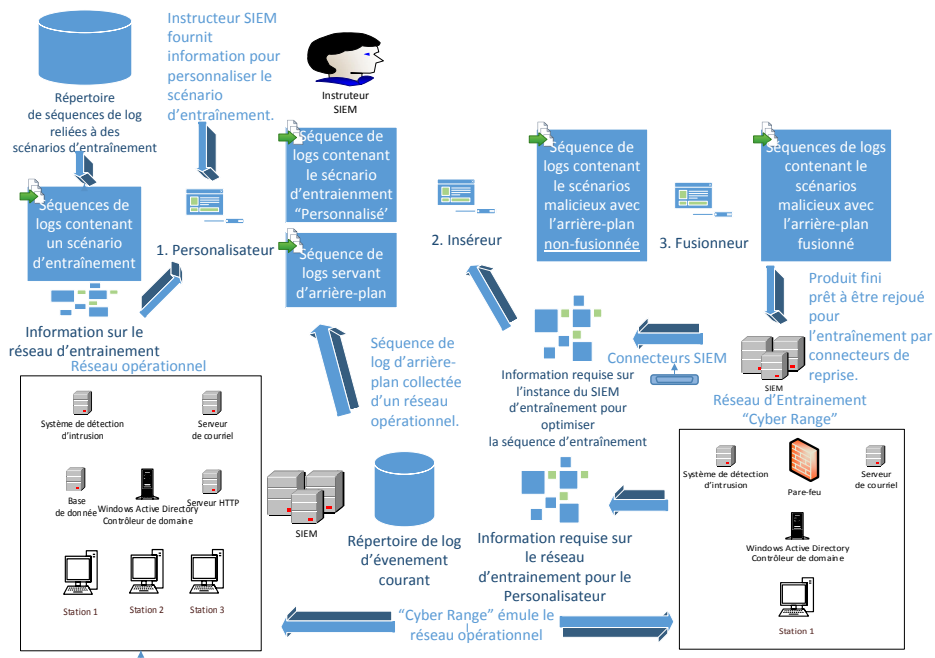 Instructeur SIEM
fournit
information pour
personnaliser le
scénario
d'entraînement.
Répertoire
de séquences de log
reliées à des
scénarios d'entraînement
Instruteur
SIEM
Séquences de
logs contenant
un scénario
d'entraînement
1. Personalisateur
Séquence de
logs contenant
le sécnario
d'entraienment
"Personnalisé'
Séquence de
logs servant
d'arrière-plan
2. Inséreur
Séquence de
logs contenant
le scénarios
malicieux avec
l'arrière-plan
non-fusionnée
3. Fusionneur
Séquences de logs
contenant le
scénarios
malicieux avec
l'arrière-plan
fusionné
Information sur le
réseau d'entrainement
Séquence de
log d'arrière-
plan collectée
d'un réseau
opérationnel.
Information requise sur
l'instance du SIEM
d'entraînement pour
optimiser
la séquence d'entraînement
Connecteurs SIEM
Produit fini
prêt à être rejoué
pour
l'entraînement par
connecteurs de
reprise.
SIEM
Réseau opérationnel
Système de détection
d'intrusion
Serveur
de courriel
Base
de donnée
Windows Active Directory
Contrôleur de domaine
Serveur HTTP
Station 1
Station 2
Station 3
SIEM
Répertoire de log
d'évenement
courant
Information requise sur
le réseau
d'entrainement pour le
Personalisateur
Réseau d'Entrainement
"Cyber Range"
Système de détection
d'intrusion
Pare-feu
Serveur
de courriel
Windows Active Directory
Contrôleur de domaine
Station 1
"Cyber Range" émule le
réseau opérationnel